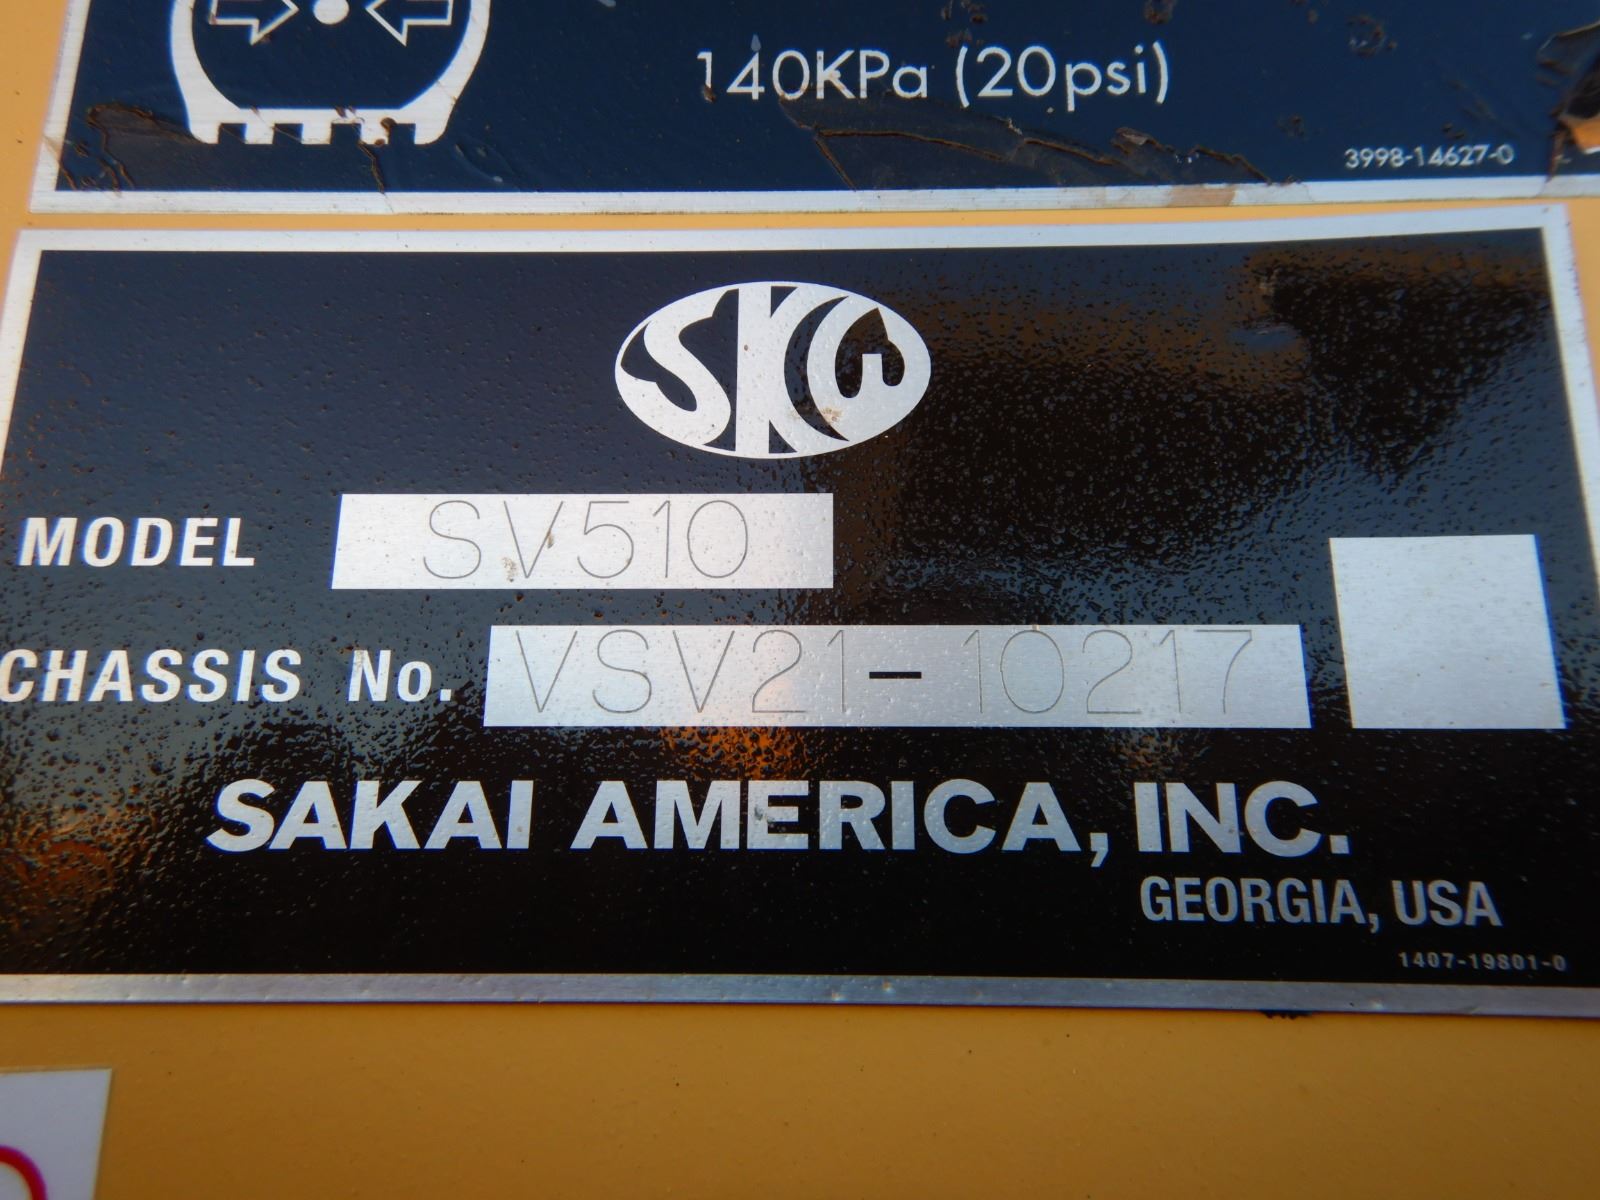 140KPa (20psi)
3998-14627-0
SKW
MODEL SV510
CHASSIS No. VSV21-10217
SAKAI AMERICA, INC.
GEORGIA, USA
1407-19801-0